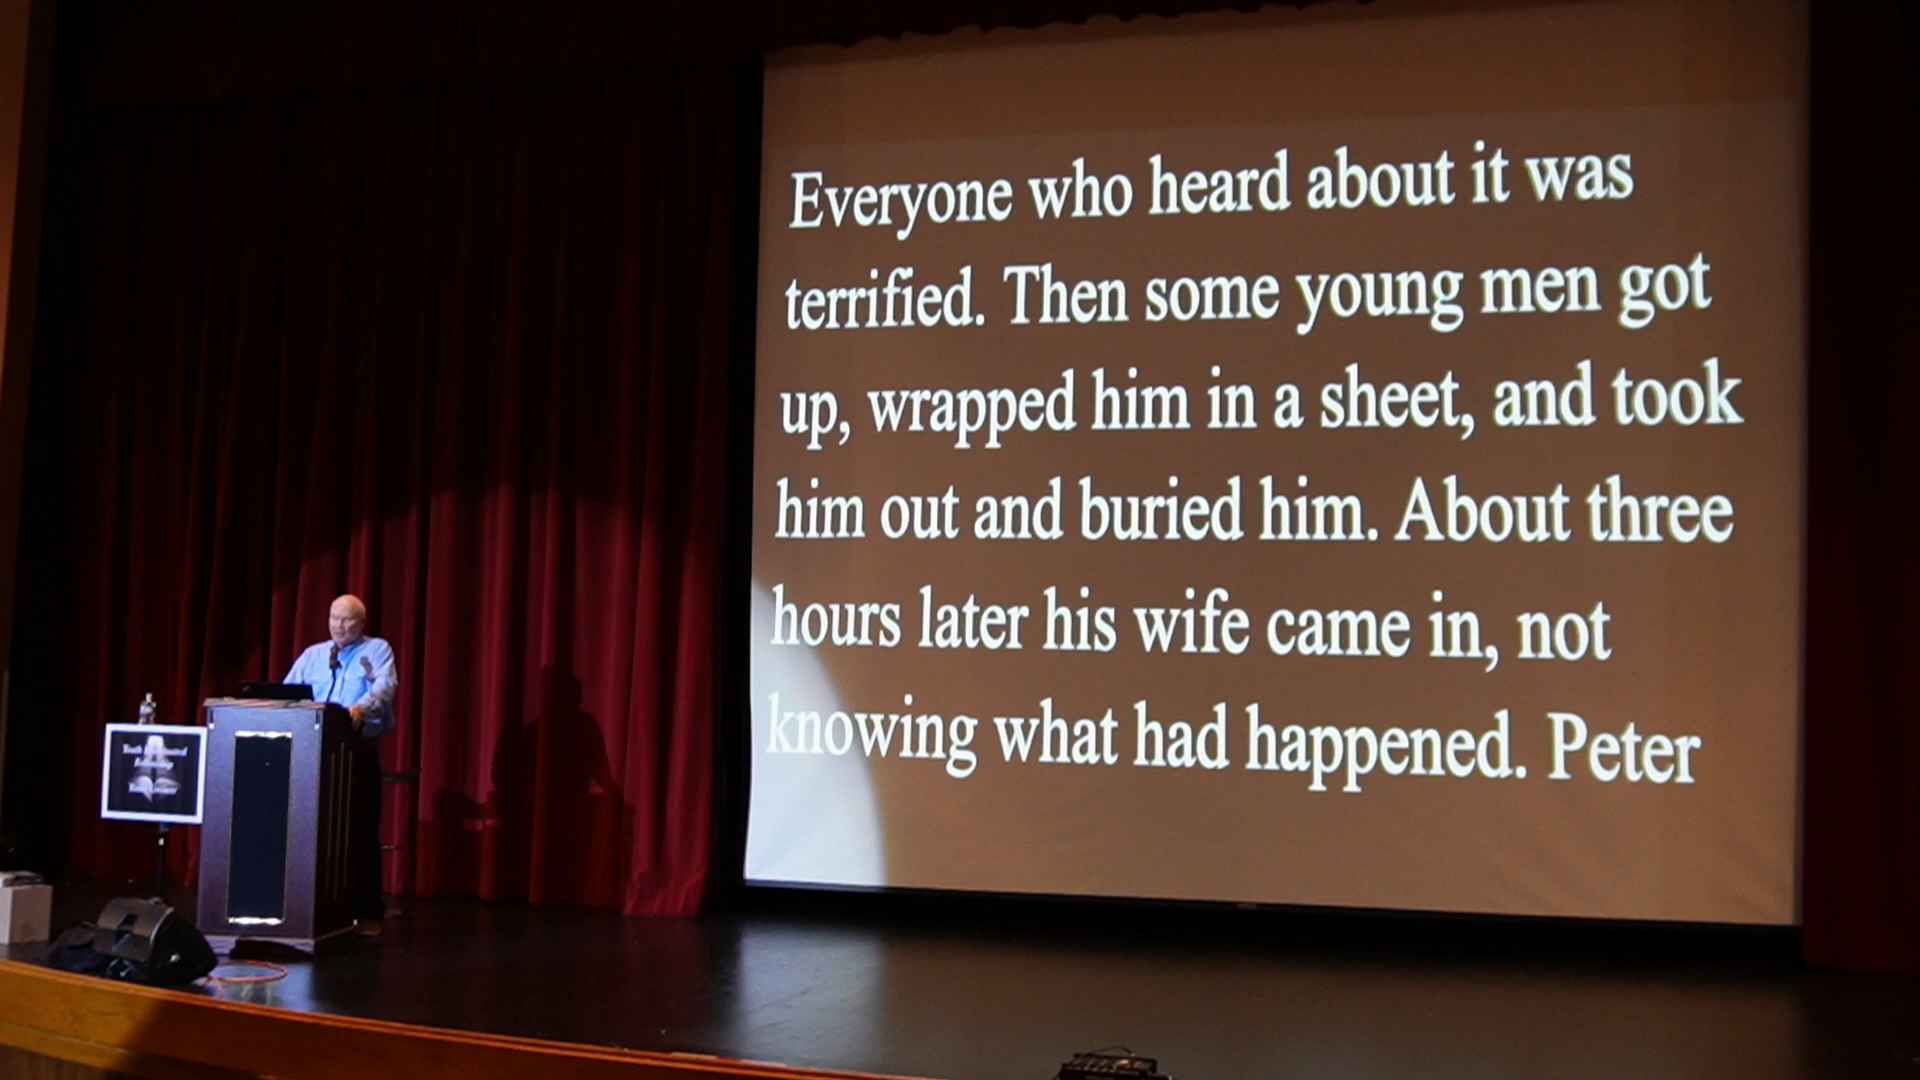 Everyone who heard about it was
terrified. Then some young men got
up, wrapped him in a sheet, and took
him out and buried him. About three
hours later his wife came in, not
knowing what had happened. Peter
Fellowship